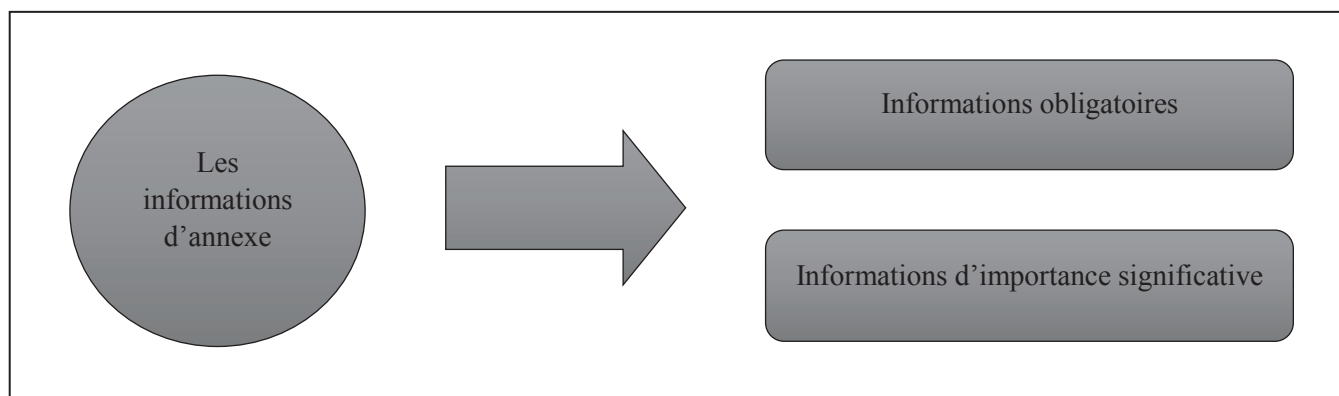 Les
informations
d’annexe
Informations obligatoires
Informations d’importance significative